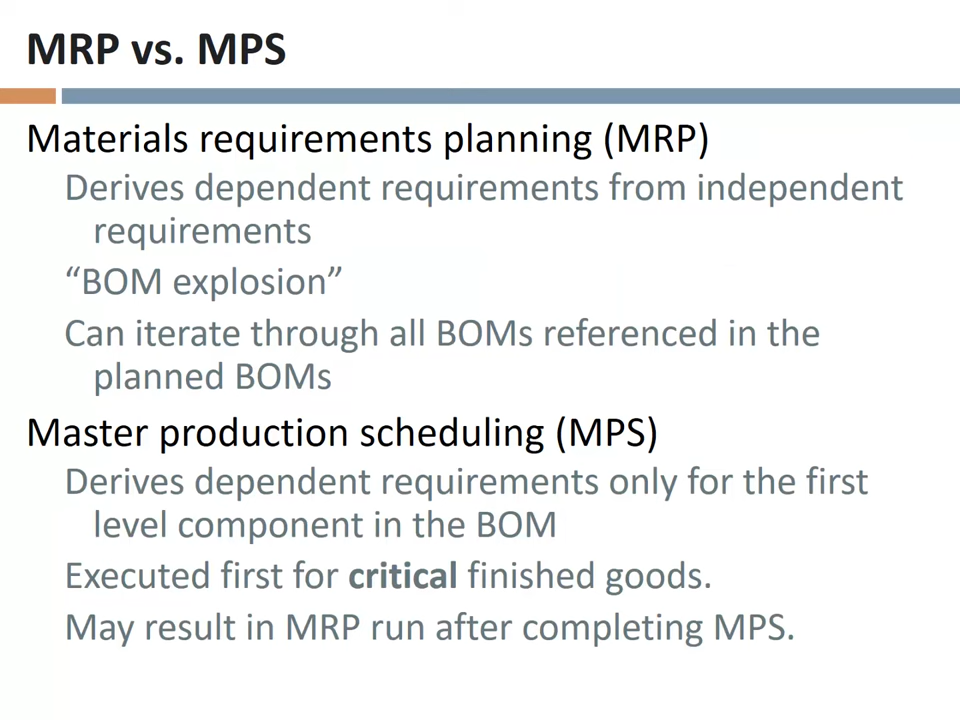 MRP vs. MPS
Materials requirements planning (MRP)
Derives dependent requirements from independent
requirements
“BOM explosion”
Can iterate through all BOMs referenced in the
planned BOMs
Master production scheduling (MPS)
Derives dependent requirements only for the first
level component in the BOM
Executed first for critical finished goods.
May result in MRP run after completing MPS.